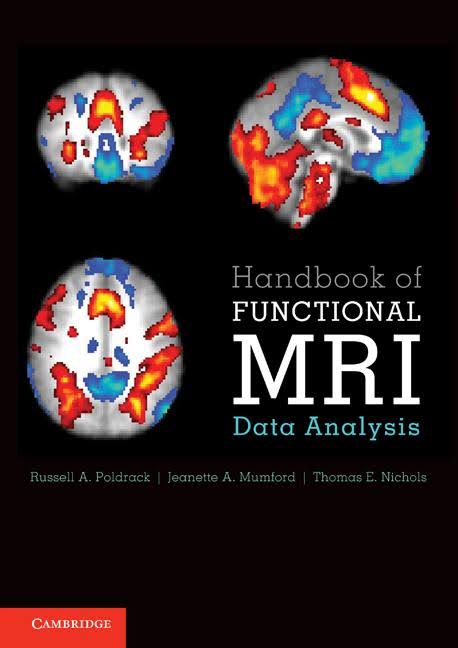 Handbook of
FUNCTIONAL
MRI
Data Analysis
Russell A. Poldrack | Jeanette A. Mumford | Thomas E. Nichols
CAMBRIDGE